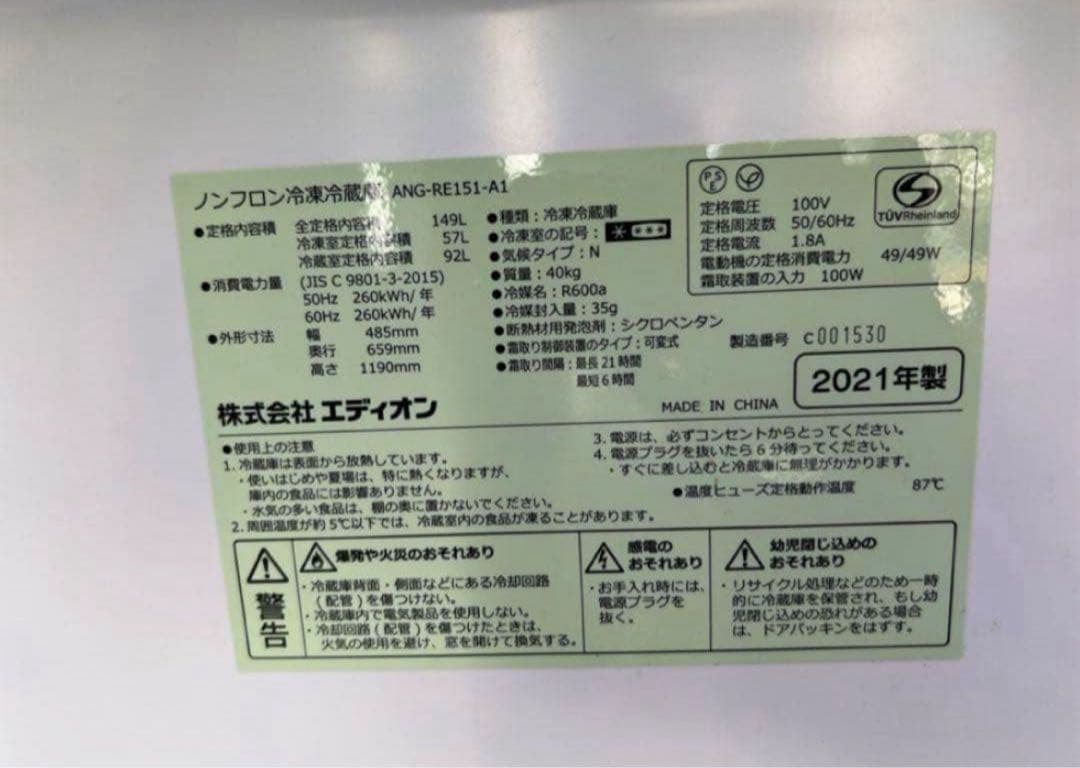 ノンフロン冷凍冷蔵庫 ANG-RE151-A1
●定格内容積 全定格内容積 149L
冷凍室定格内容積 57L
冷蔵室定格内容積 92L
●消費電力量 (JIS C 9801-3-2015)
50Hz 260kWh/年
60Hz 260kWh/年
●外形寸法 幅 485mm
奥行 659mm
高さ 1190mm
●種類：冷凍冷蔵庫
●冷凍室の記号：
●気候タイプ：N
●質量：40kg
●冷媒名：R600a
●冷媒封入量：35g
●断熱材用発泡剤：シクロペンタン
●霜取り制御装置のタイプ：可変式
●霜取り間隔：最長21時間
最短6時間
PSE
TÜVRheinland
定格電圧 100V
定格周波数 50/60Hz
定格電流 1.8A
電動機の定格消費電力 49/49W
霜取装置の入力 100W
製造番号 C001530
2021年製
株式会社 エディオン
MADE IN CHINA
●使用上の注意
1. 冷蔵庫は表面から放熱しています。
・使いはじめや夏場は、特に熱くなりますが、
庫内の食品には影響ありません。
・水気の多い食品は、棚の奥に置かないでください。
2. 周囲温度が約5℃以下では、冷蔵室内の食品が凍ることがあります。
3. 電源は、必ずコンセントからとってください。
4. 電源プラグを抜いたら6分待ってください。
・すぐに差し込むと冷蔵庫に無理がかかります。
●温度ヒューズ定格動作温度 87℃
警告
爆発や火災のおそれあり
・冷蔵庫背面・側面などにある冷却回路
(配管)を傷つけない。
・冷蔵庫内で電気製品を使用しない。
・冷却回路(配管)を傷つけたときは、
火気の使用を避け、窓を開けて換気する。
感電の
おそれあり
・お手入れ時には、
電源プラグを
抜く。
幼児閉じ込めの
おそれあり
・リサイクル処理などのため一時
的に冷蔵庫を保管され、もし幼
児閉じ込めの恐れがある場合
は、ドアパッキンをはずす。